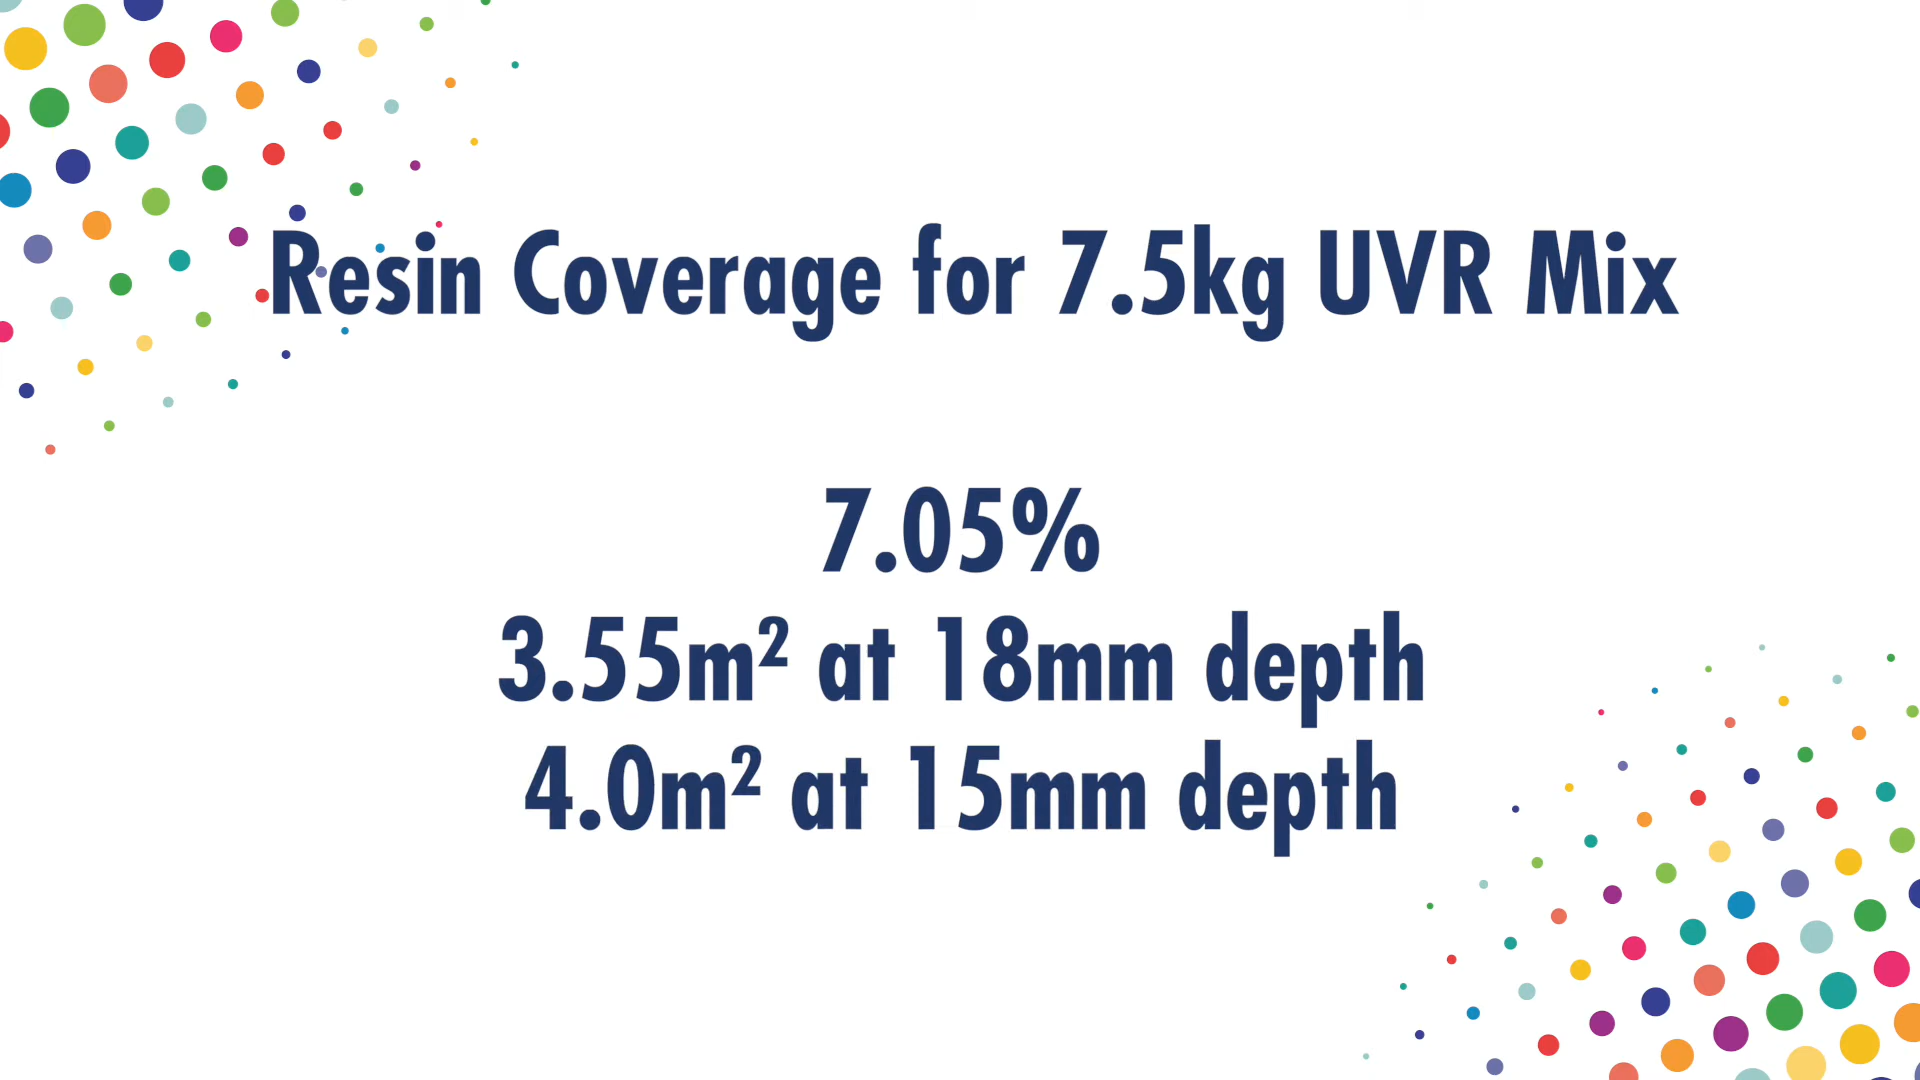 Resin Coverage for 7.5kg UVR Mix
7.05%
3.55m² at 18mm depth
4.0m² at 15mm depth